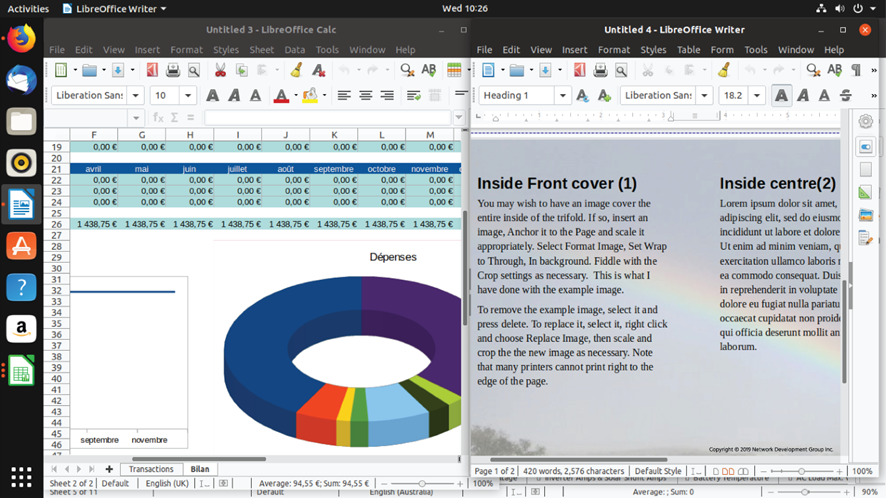 Activities LibreOffice Writer Wed 10:26
Untitled 3 - LibreOffice Calc
File Edit View Insert Format Styles Sheet Data Tools Window Help
Liberation Sans 10
F G H I J K L M
19 0,00 € 0,00 € 0,00 € 0,00 € 0,00 € 0,00 € 0,00 € 0,00 €
20
21 avril mai juin juillet août septembre octobre novembre
22 0,00 € 0,00 € 0,00 € 0,00 € 0,00 € 0,00 € 0,00 € 0,00 €
23 0,00 € 0,00 € 0,00 € 0,00 € 0,00 € 0,00 € 0,00 € 0,00 €
24 0,00 € 0,00 € 0,00 € 0,00 € 0,00 € 0,00 € 0,00 € 0,00 €
25
26 1 438,75 € 1 438,75 € 1 438,75 € 1 438,75 € 1 438,75 € 1 438,75 € 1 438,75 € 1 438,75 €
27
28
29 Dépenses
30
31
32
33
34
35
36
37
38
39
40
41
42
43
44
45 septembre novembre
46
Transactions Bilan
Sheet 2 of 2 Default English (UK) Average: 94,55 €; Sum: 94,55 € 100%
Sheet 5 of 11 Default English (Australia) Average: ; Sum: 0 90%
Untitled 4 - LibreOffice Writer
File Edit View Insert Format Styles Table Form Tools Window Help
Heading 1 Liberation Sans 18.2
Inside Front cover (1)
You may wish to have an image cover the
entire inside of the trifold. If so, insert an
image, Anchor it to the Page and scale it
appropriately. Select Format Image, Set Wrap
to Through, In background. Fiddle with the
Crop settings as necessary. This is what I
have done with the example image.
To remove the example image, select it and
press delete. To replace it, select it, right click
and choose Replace Image, then scale and
crop the the new image as necessary. Note
that many printers cannot print right to the
edge of the page.
Inside centre(2)
Lorem ipsum dolor sit amet,
adipiscing elit, sed do eiusmo
incididunt ut labore et dolore
Ut enim ad minim veniam, q
exercitation ullamco laboris n
ea commodo consequat. Duis
in reprehenderit in voluptate
dolore eu fugiat nulla pariatu
occaecat cupidatat non proide
qui officia deserunt mollit an
laborum.
Copyright © 2019 Network Development Group Inc.
Page 1 of 2 420 words, 2,576 characters Default Style 100%